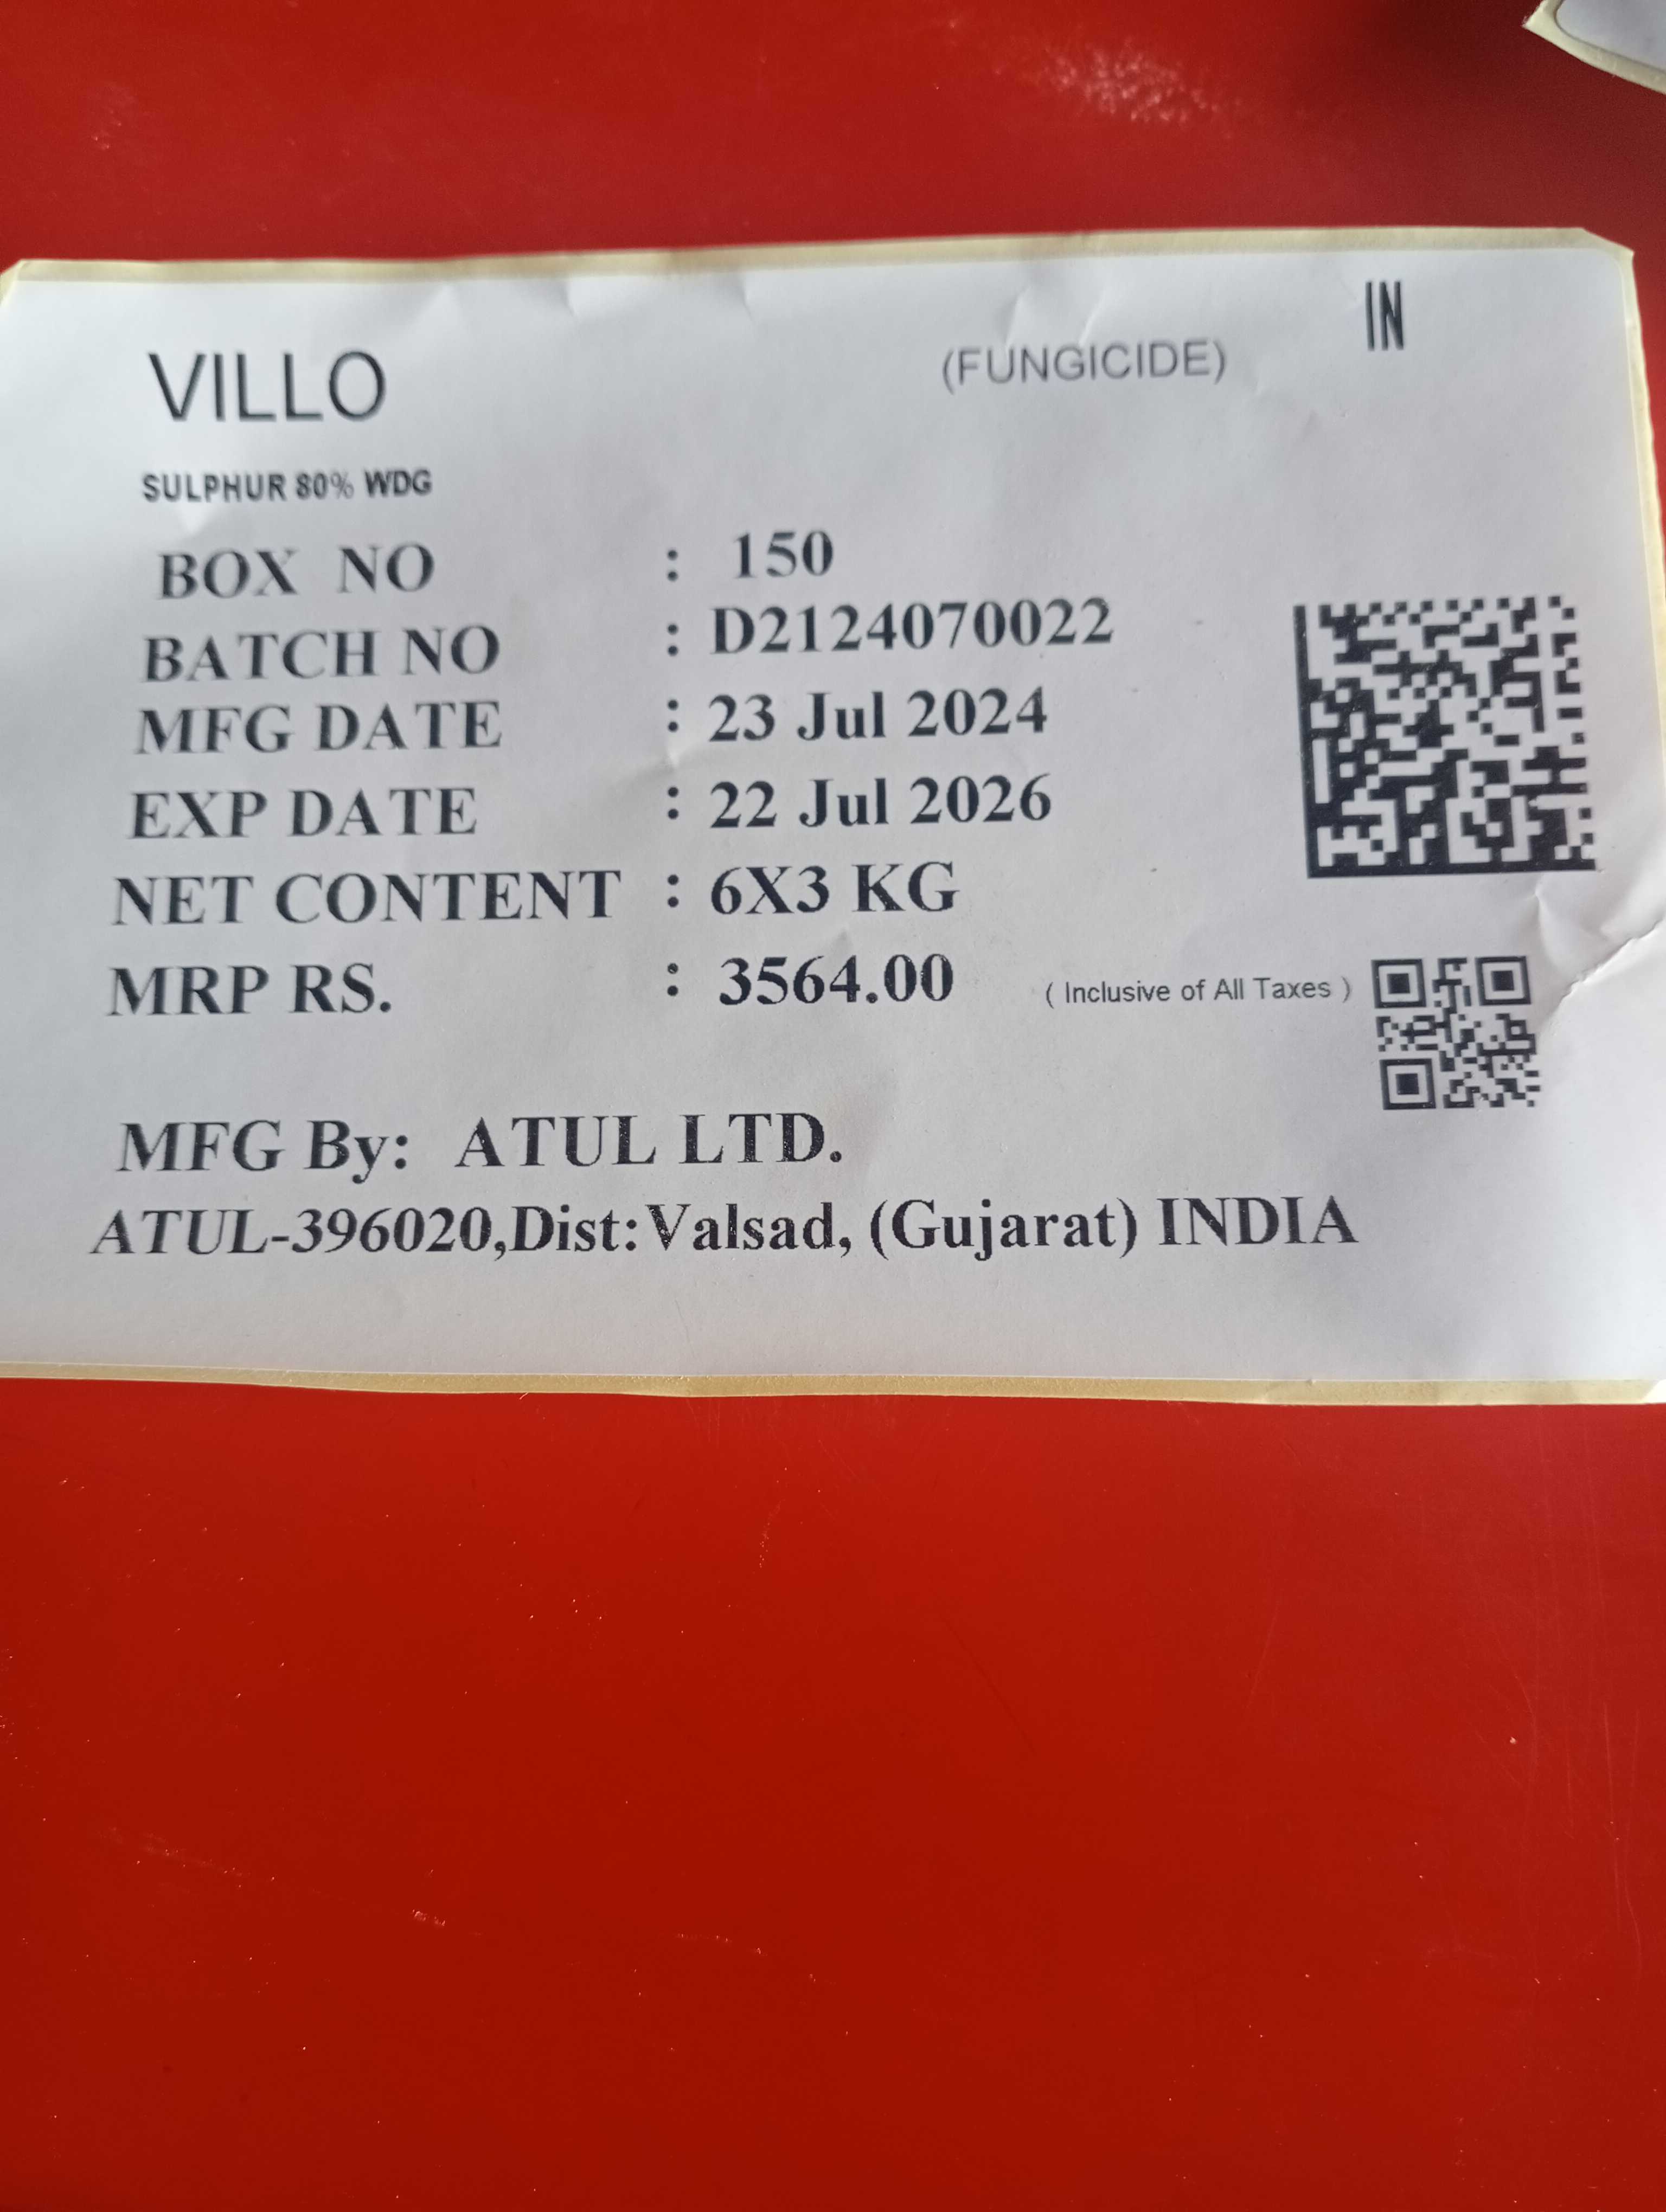 IN
VILLO (FUNGICIDE)
SULPHUR 80% WDG
BOX NO : 150
BATCH NO : D2124070022
MFG DATE : 23 Jul 2024
EXP DATE : 22 Jul 2026
NET CONTENT : 6X3 KG
MRP RS. : 3564.00 ( Inclusive of All Taxes )
MFG By: ATUL LTD.
ATUL-396020,Dist:Valsad, (Gujarat) INDIA